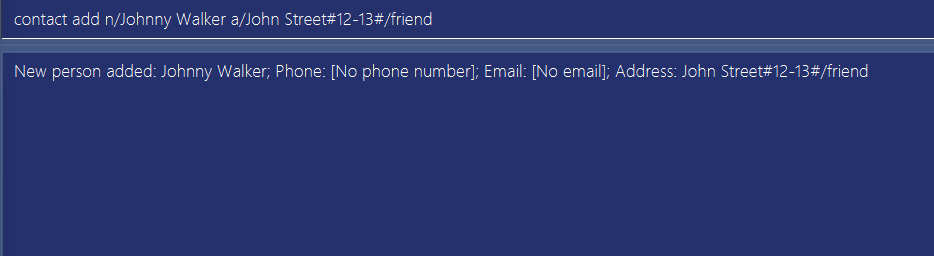 contact add n/Johnny Walker a/John Street#12-13#/friend
New person added: Johnny Walker; Phone: [No phone number]; Email: [No email]; Address: John Street#12-13#/friend